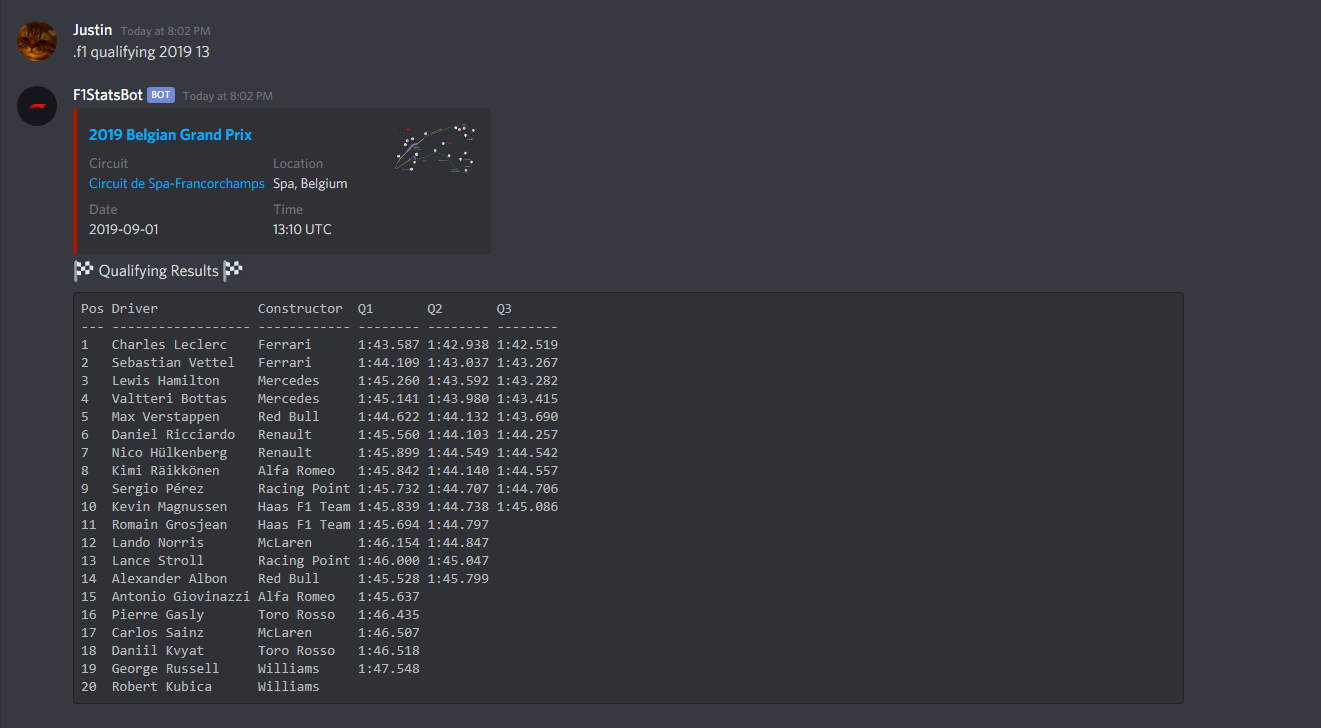 Justin Today at 8:02 PM
.f1 qualifying 2019 13
F1StatsBot BOT Today at 8:02 PM
2019 Belgian Grand Prix
Circuit Location
Circuit de Spa-Francorchamps Spa, Belgium
Date Time
2019-09-01 13:10 UTC
Qualifying Results
Pos Driver Constructor Q1 Q2 Q3
--- ------------------ ------------ -------- -------- --------
1 Charles Leclerc Ferrari 1:43.587 1:42.938 1:42.519
2 Sebastian Vettel Ferrari 1:44.109 1:43.037 1:43.267
3 Lewis Hamilton Mercedes 1:45.260 1:43.592 1:43.282
4 Valtteri Bottas Mercedes 1:45.141 1:43.980 1:43.415
5 Max Verstappen Red Bull 1:44.622 1:44.132 1:43.690
6 Daniel Ricciardo Renault 1:45.560 1:44.103 1:44.257
7 Nico Hülkenberg Renault 1:45.899 1:44.549 1:44.542
8 Kimi Räikkönen Alfa Romeo 1:45.842 1:44.140 1:44.557
9 Sergio Pérez Racing Point 1:45.732 1:44.707 1:44.706
10 Kevin Magnussen Haas F1 Team 1:45.839 1:44.738 1:45.086
11 Romain Grosjean Haas F1 Team 1:45.694 1:44.797
12 Lando Norris McLaren 1:46.154 1:44.847
13 Lance Stroll Racing Point 1:46.000 1:45.047
14 Alexander Albon Red Bull 1:45.528 1:45.799
15 Antonio Giovinazzi Alfa Romeo 1:45.637
16 Pierre Gasly Toro Rosso 1:46.435
17 Carlos Sainz McLaren 1:46.507
18 Daniil Kvyat Toro Rosso 1:46.518
19 George Russell Williams 1:47.548
20 Robert Kubica Williams